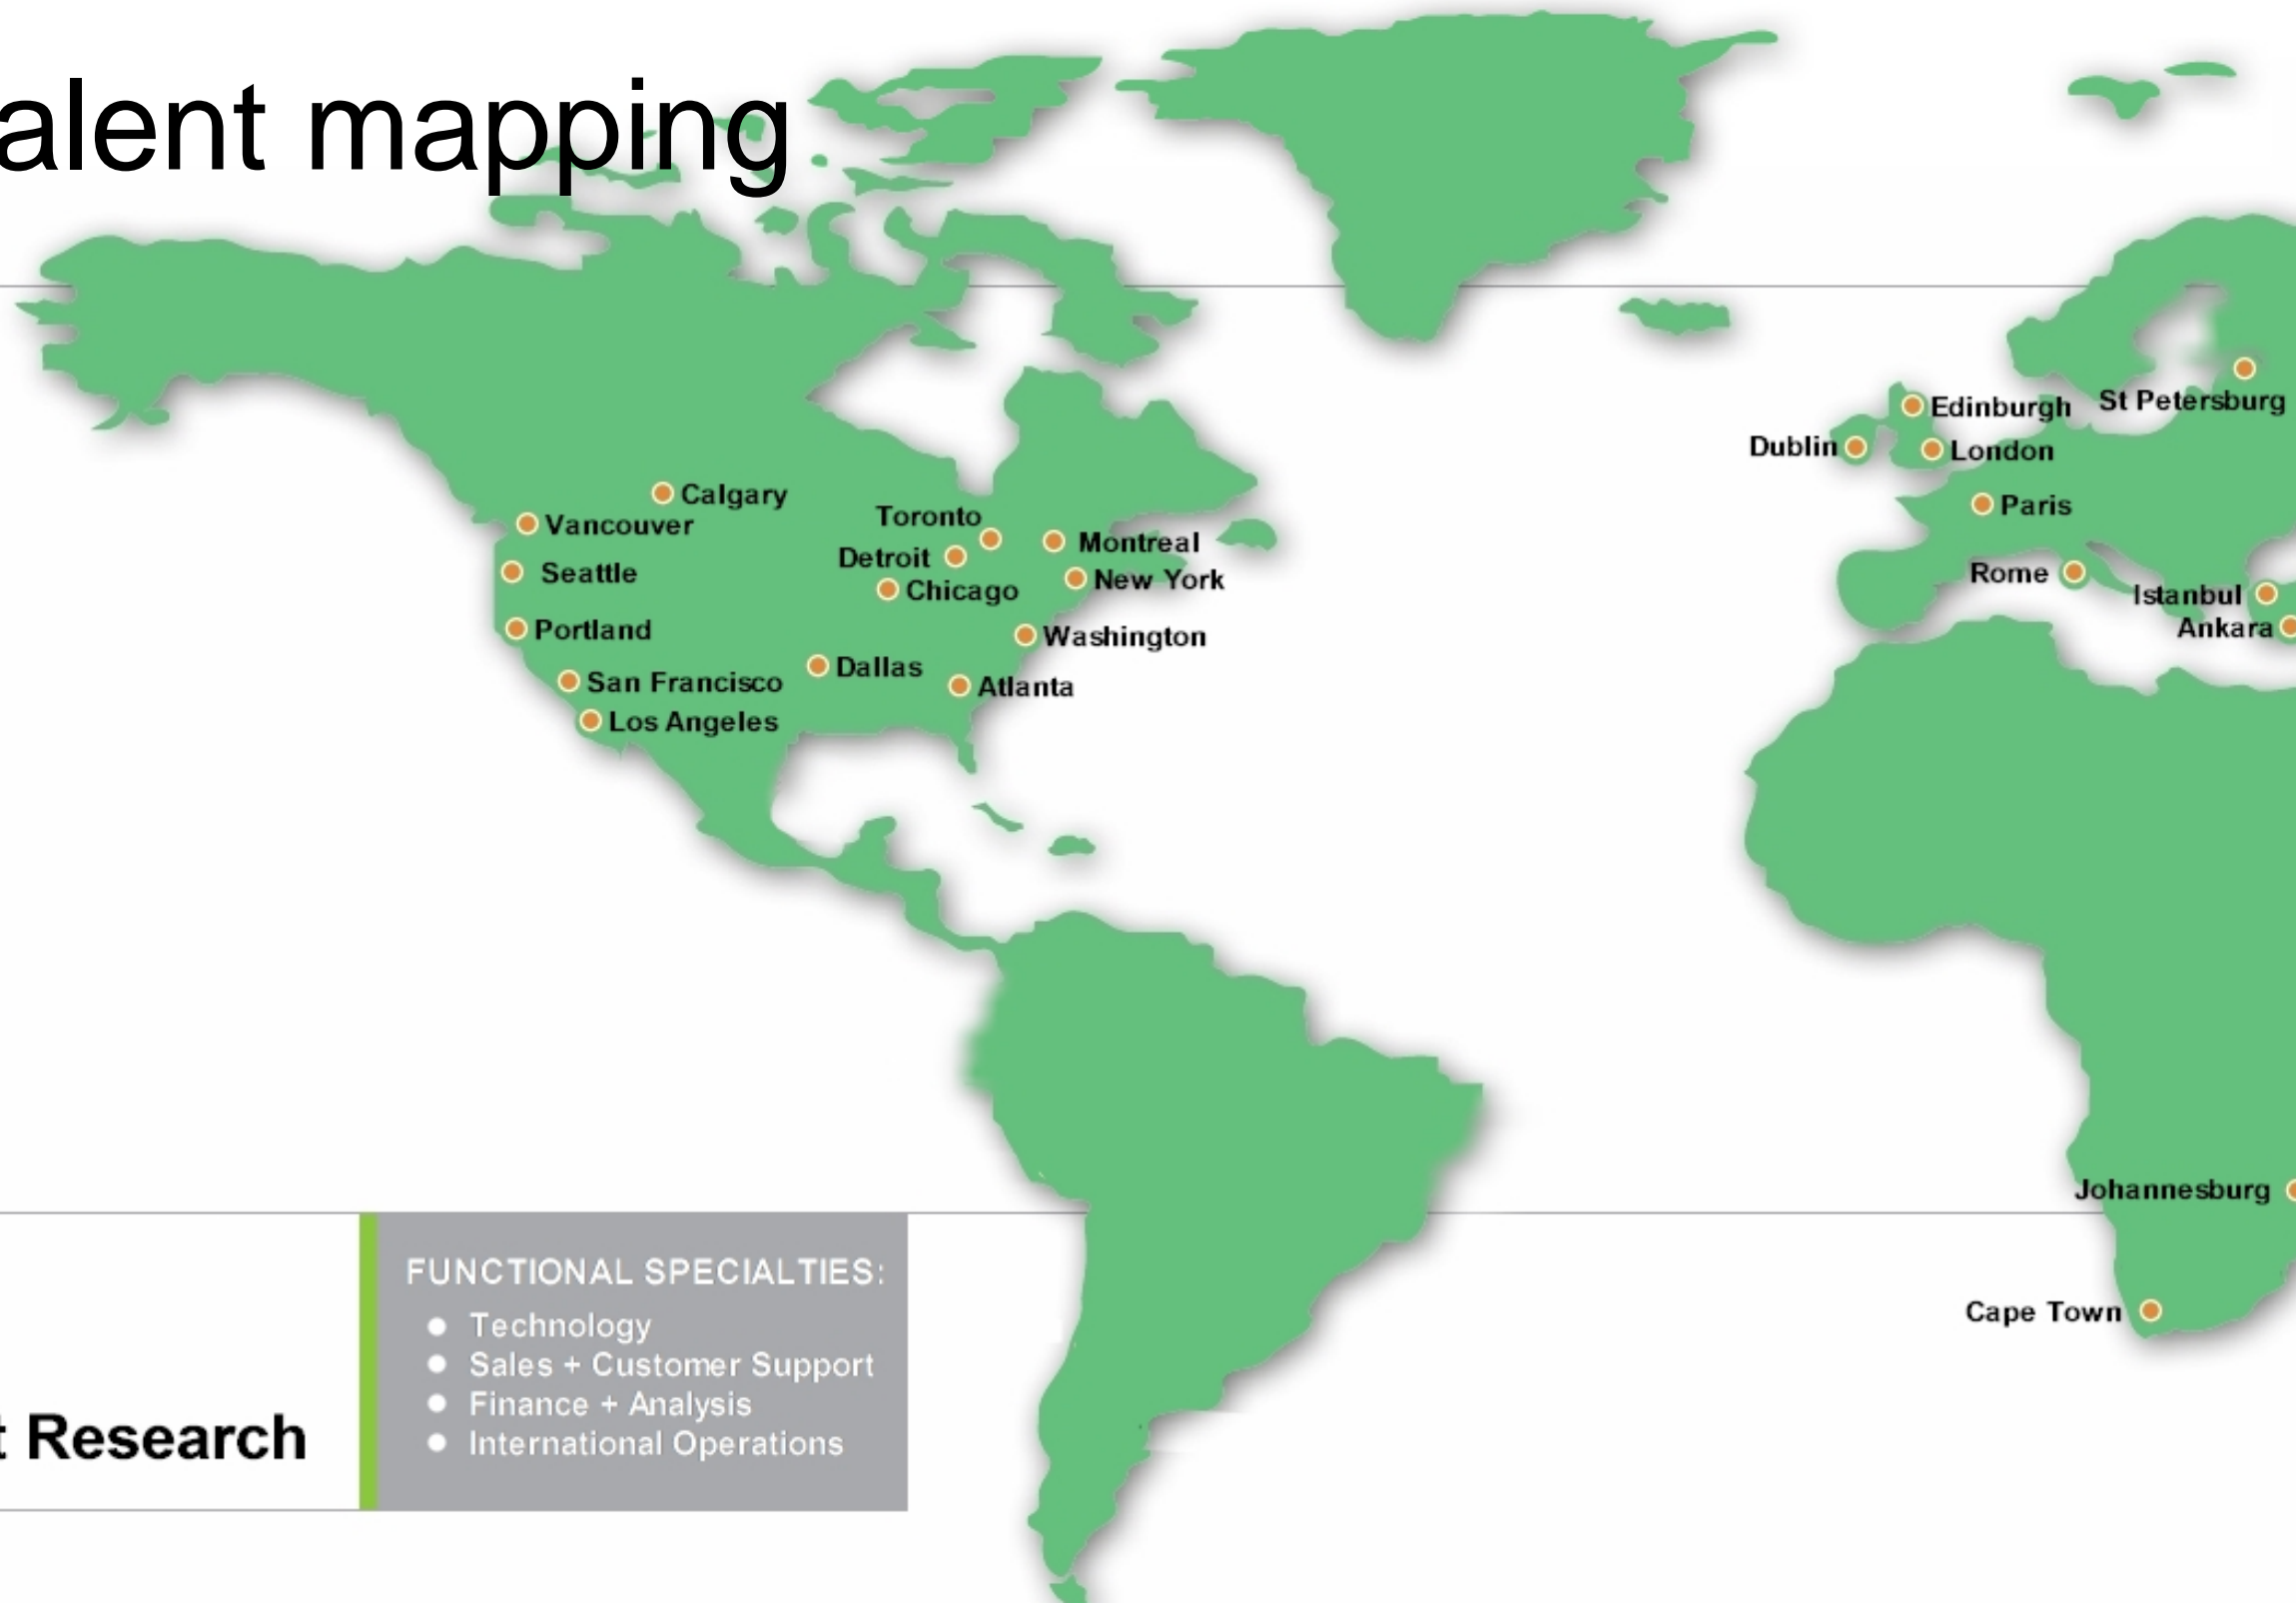 alent mapping
Edinburgh
St Petersburg
Dublin
London
Calgary
Paris
Toronto
Vancouver
Montreal
Detroit
Seattle
Rome
New York
Chicago
Istanbul
Portland
Ankara
Washington
Dallas
San Francisco
Atlanta
Los Angeles
Johannesburg
FUNCTIONAL SPECIALTIES:
Cape Town
Technology
Sales + Customer Support
Finance + Analysis
t Research
International Operations